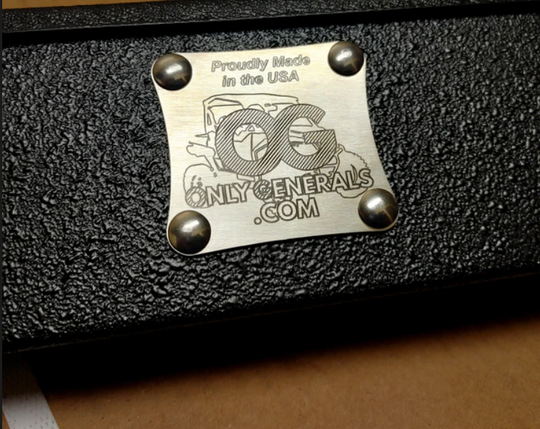 Proudly Made
in the USA
OG
ONLY GENERALS
.COM